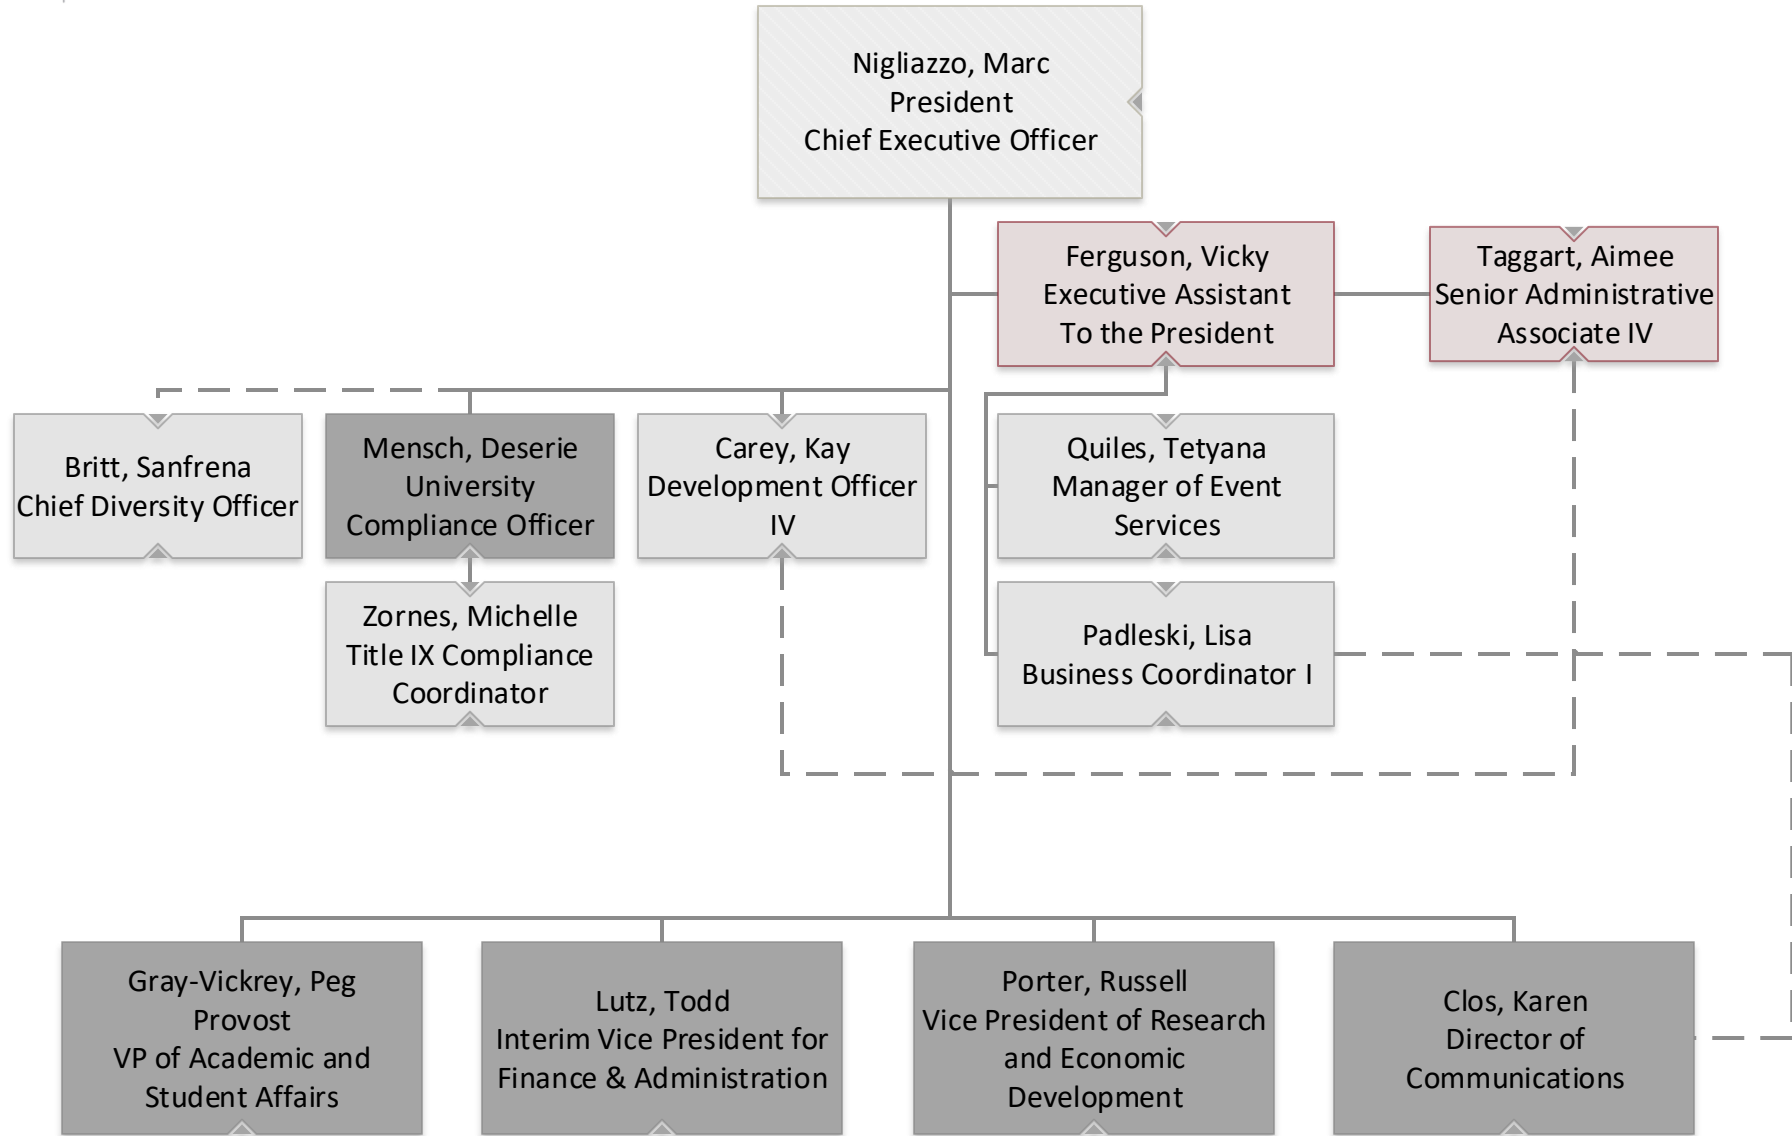 Nigliazzo, Marc
President
Chief Executive Officer
Ferguson, Vicky
Executive Assistant
To the President
Taggart, Aimee
Senior Administrative
Associate IV
Britt, Sanfrena
Chief Diversity Officer
Mensch, Deserie
University
Compliance Officer
Carey, Kay
Development Officer
IV
Quiles, Tetyana
Manager of Event
Services
Zornes, Michelle
Title IX Compliance
Coordinator
Padleski, Lisa
Business Coordinator I
Gray-Vickrey, Peg
Provost
VP of Academic and
Student Affairs
Lutz, Todd
Interim Vice President for
Finance & Administration
Porter, Russell
Vice President of Research
and Economic
Development
Clos, Karen
Director of
Communications